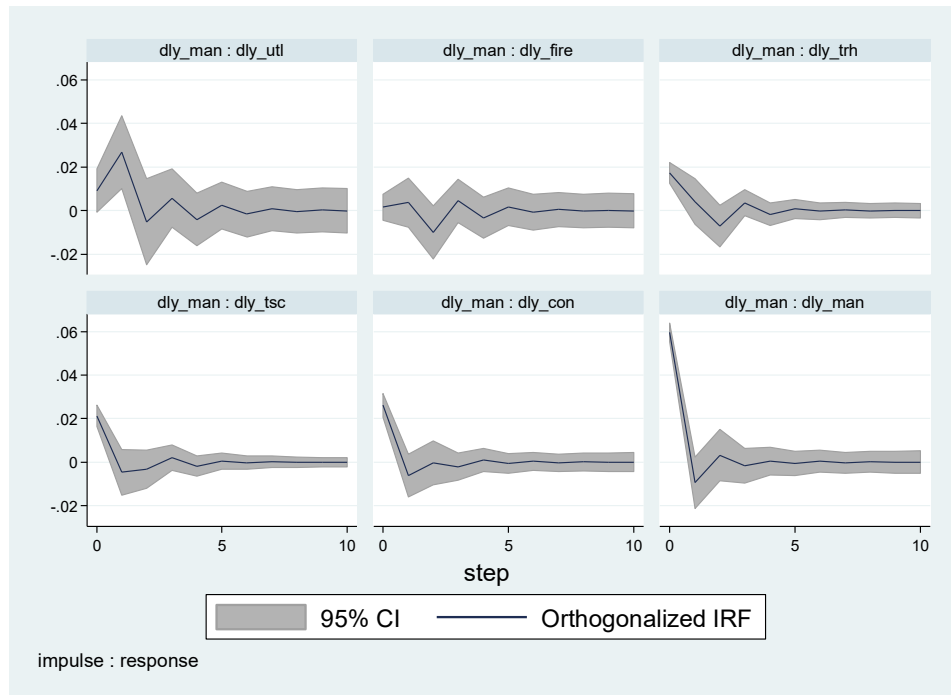 dly_man : dly_utl dly_fire dly_man : dly_trh
.06
.04
.02
0
-.02
dly_man : dly_tsc dly_man : dly_con dly_man : dly_man
.06
.04
.02
0
-.02
0 5 10 0 5 10 0 5 10
step
95% CI Orthogonalized IRF
impulse : response